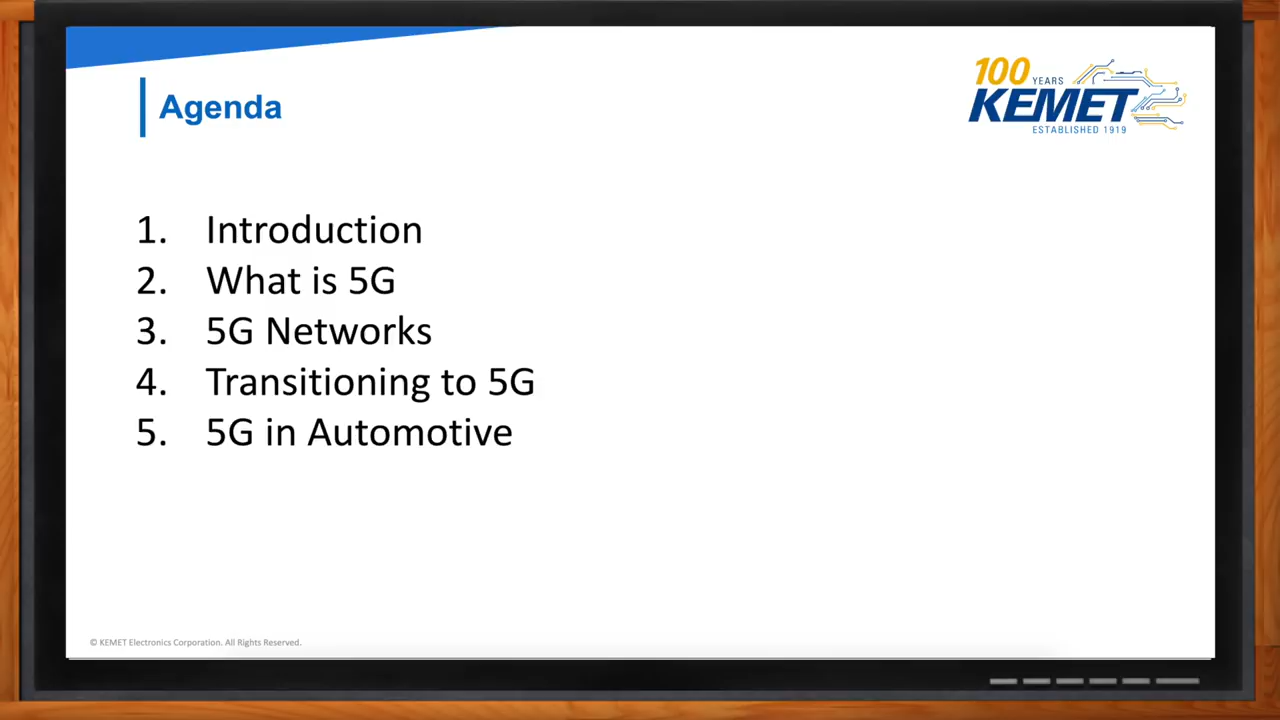 Agenda
100 YEARS
KEMET
ESTABLISHED 1919
1. Introduction
2. What is 5G
3. 5G Networks
4. Transitioning to 5G
5. 5G in Automotive
© KEMET Electronics Corporation. All Rights Reserved.